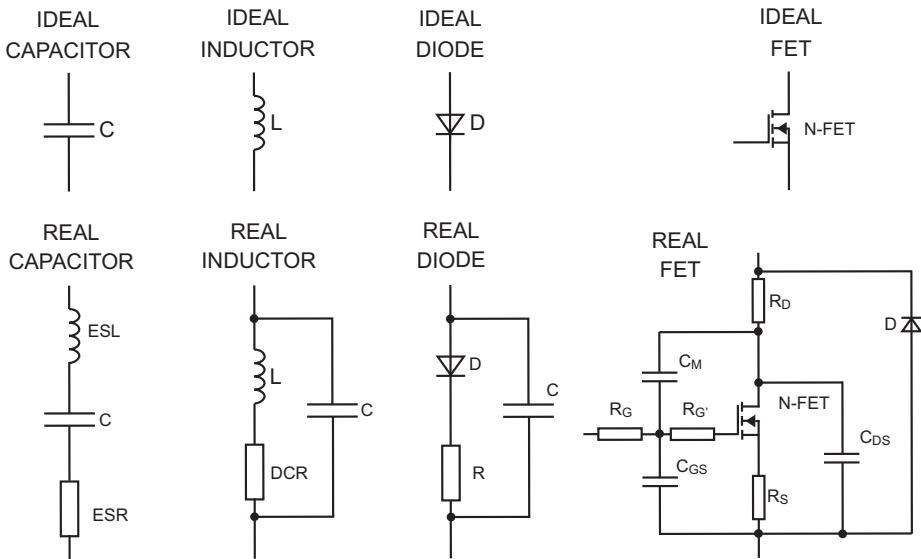 IDEAL
CAPACITOR
C
IDEAL
INDUCTOR
L
IDEAL
DIODE
D
IDEAL
FET
N-FET
REAL
CAPACITOR
ESL
C
ESR
REAL
INDUCTOR
L
C
DCR
REAL
DIODE
D
C
R
REAL
FET
RD
D
CM
N-FET
RG
RG'
CDS
CGS
RS